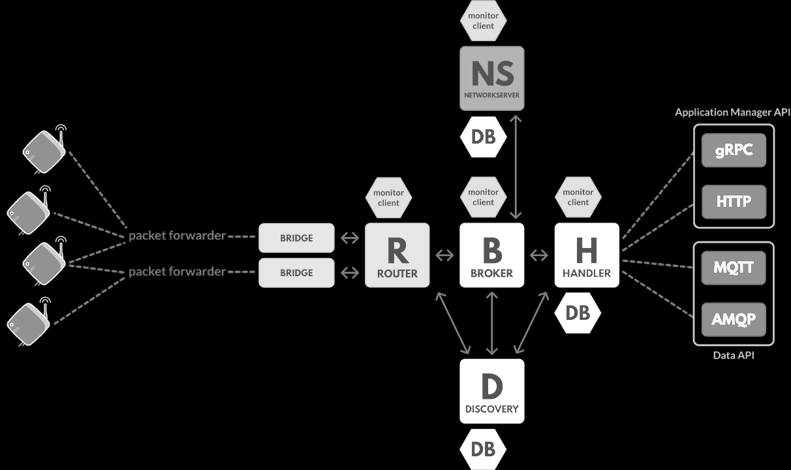 monitor
client
NS
NETWORKSERVER
DB
Application Manager API
gRPC
HTTP
monitor
client
monitor
client
monitor
client
packet forwarder
packet forwarder
BRIDGE
BRIDGE
R
ROUTER
B
BROKER
H
HANDLER
DB
MQTT
AMQP
Data API
D
DISCOVERY
DB